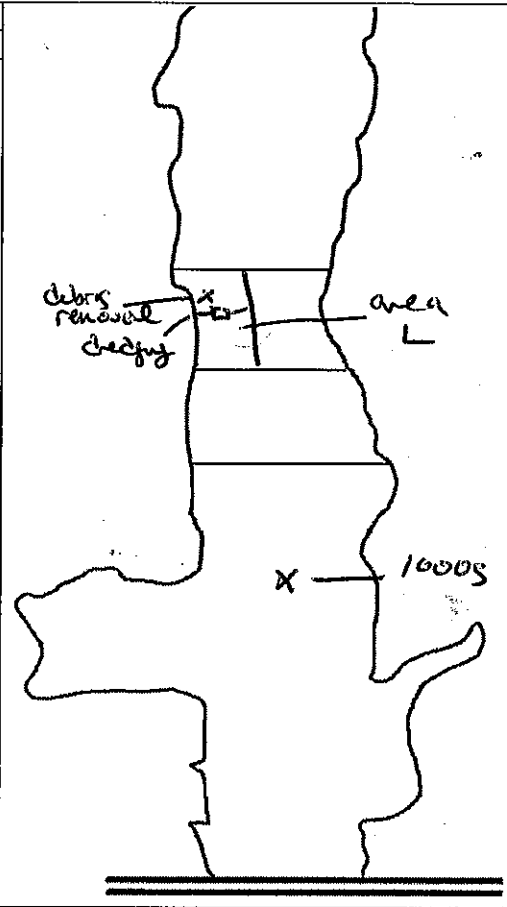 debris
removal
dredging
X
area
L
X
1000s